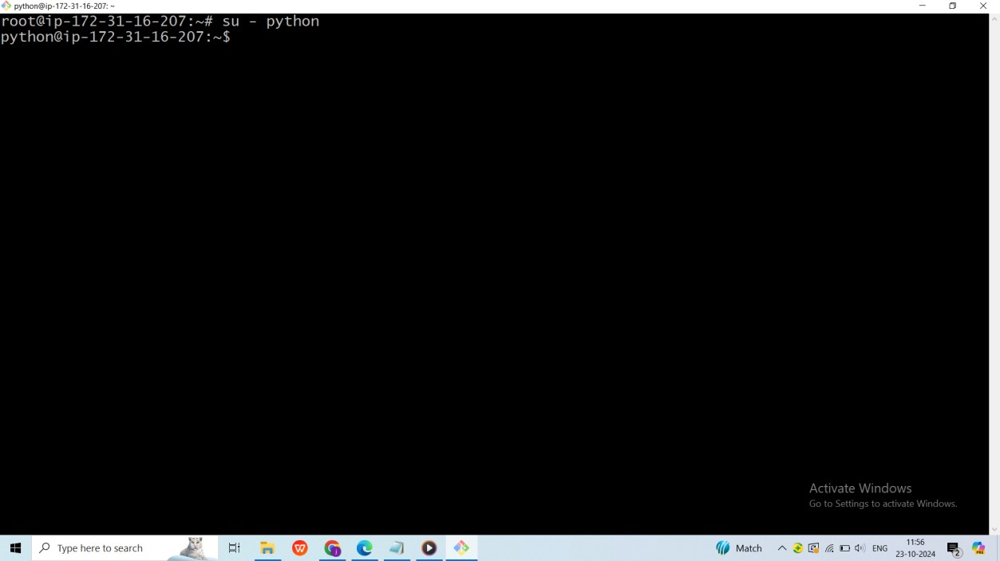 python@ip-172-31-16-207: ~
root@ip-172-31-16-207:~# su - python
python@ip-172-31-16-207:~$
Activate Windows
Go to Settings to activate Windows.
Type here to search
Match
ENG
11:56
23-10-2024
2
PRE